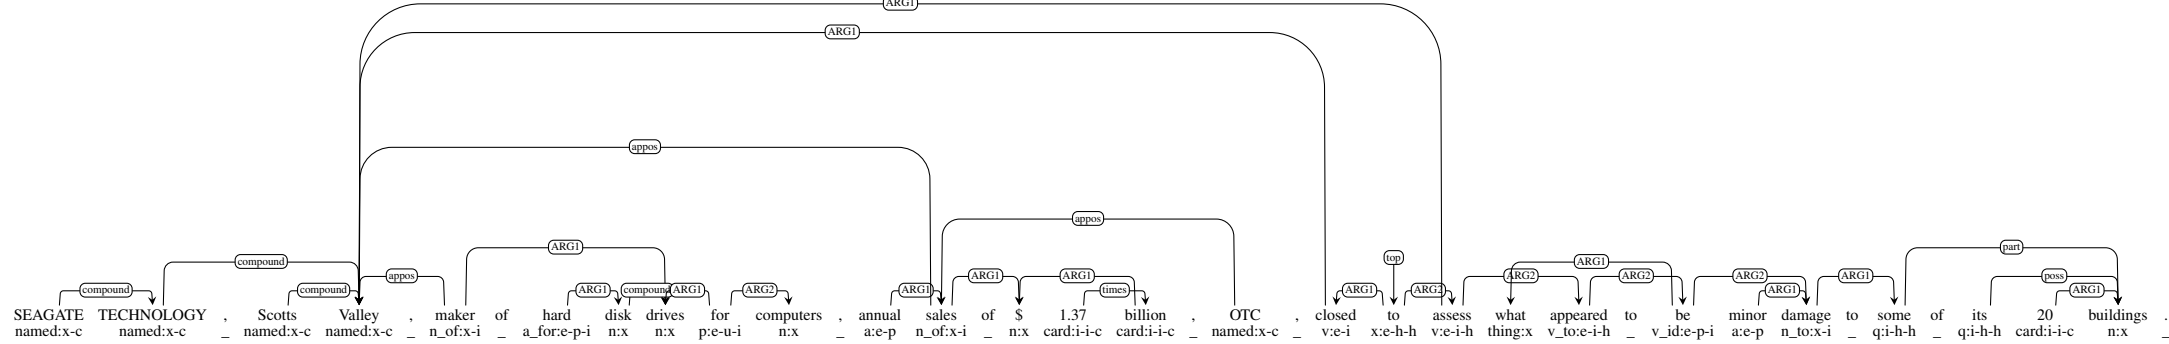 ARG1
ARG1
appos
appos
ARG1 part
top
compound ARG1
appos ARG1 ARG1 ARG2 ARG2 ARG2 ARG1 poss
compound compound ARG1 compound ARG1 ARG2 ARG1 times ARG1 ARG2 ARG1 ARG1
SEAGATE TECHNOLOGY , Scotts Valley , maker of hard disk drives for computers , annual sales of $ 1.37 billion , OTC , closed to assess what appeared to be minor damage to some of its 20 buildings .
named:x-c named:x-c _ named:x-c named:x-c _ n_of:x-i _ a_for:e-p-i n:x n:x p:e-u-i n:x _ a:e-p n_of:x-i _ n:x card:i-i-c card:i-i-c _ named:x-c _ v:e-i x:e-h-h v:e-i-h thing:x v_to:e-i-h _ v_id:e-p-i a:e-p n_to:x-i _ q:i-h-h _ q:i-h-h card:i-i-c n:x _